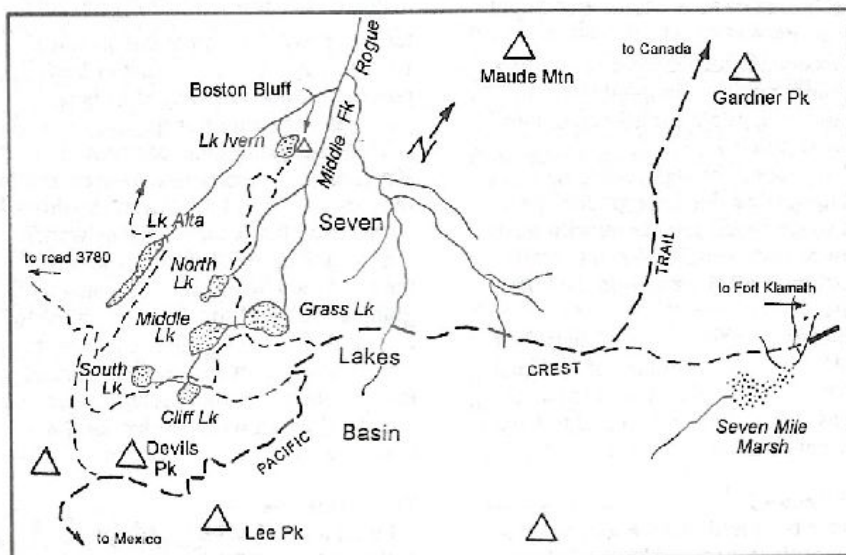 Rogue
to Canada
Maude Mtn
Gardner Pk
Boston Bluff
Lk Ivern
Middle Fk
N
Lk Alta
Seven
TRAIL
to road 3780
North
Lk
to Fort Klamath
Grass Lk
Middle
Lk
Lakes
South
Lk
CREST
Cliff Lk
Basin
Seven Mile
Marsh
PACIFIC
Devils
Pk
to Mexico
Lee Pk